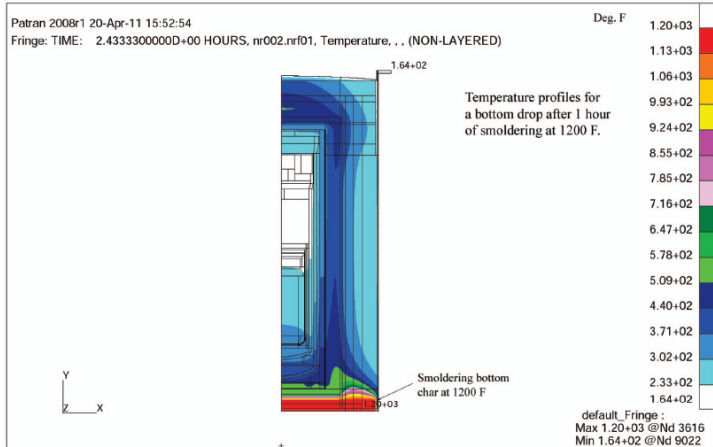 Patran 2008r1 20-Apr-11 15:52:54
Fringe: TIME: 2.4333300000D+00 HOURS, nr002.nrf01, Temperature, , , (NON-LAYERED)
Deg. F
1.64+02
Temperature profiles for
a bottom drop after 1 hour
of smoldering at 1200 F.
1.20+03
1.13+03
1.06+03
9.93+02
9.24+02
8.55+02
7.85+02
7.16+02
6.47+02
5.78+02
5.09+02
4.40+02
3.71+02
3.02+02
2.33+02
1.64+02
Smoldering bottom
char at 1200 F
1.20+03
Y
Z X
default_Fringe :
Max 1.20+03 @Nd 3616
Min 1.64+02 @Nd 9022